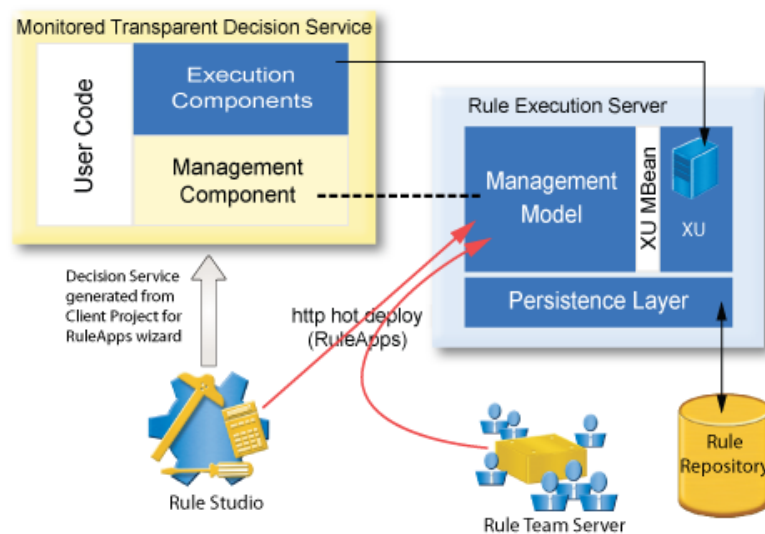 Monitored Transparent Decision Service
User Code
Execution
Components
Management
Component
Rule Execution Server
Management
Model
XU MBean
XU
Persistence Layer
Decision Service
generated from
Client Project for
RuleApps wizard
http hot deploy
(RuleApps)
Rule Studio
Rule Team Server
Rule
Repository